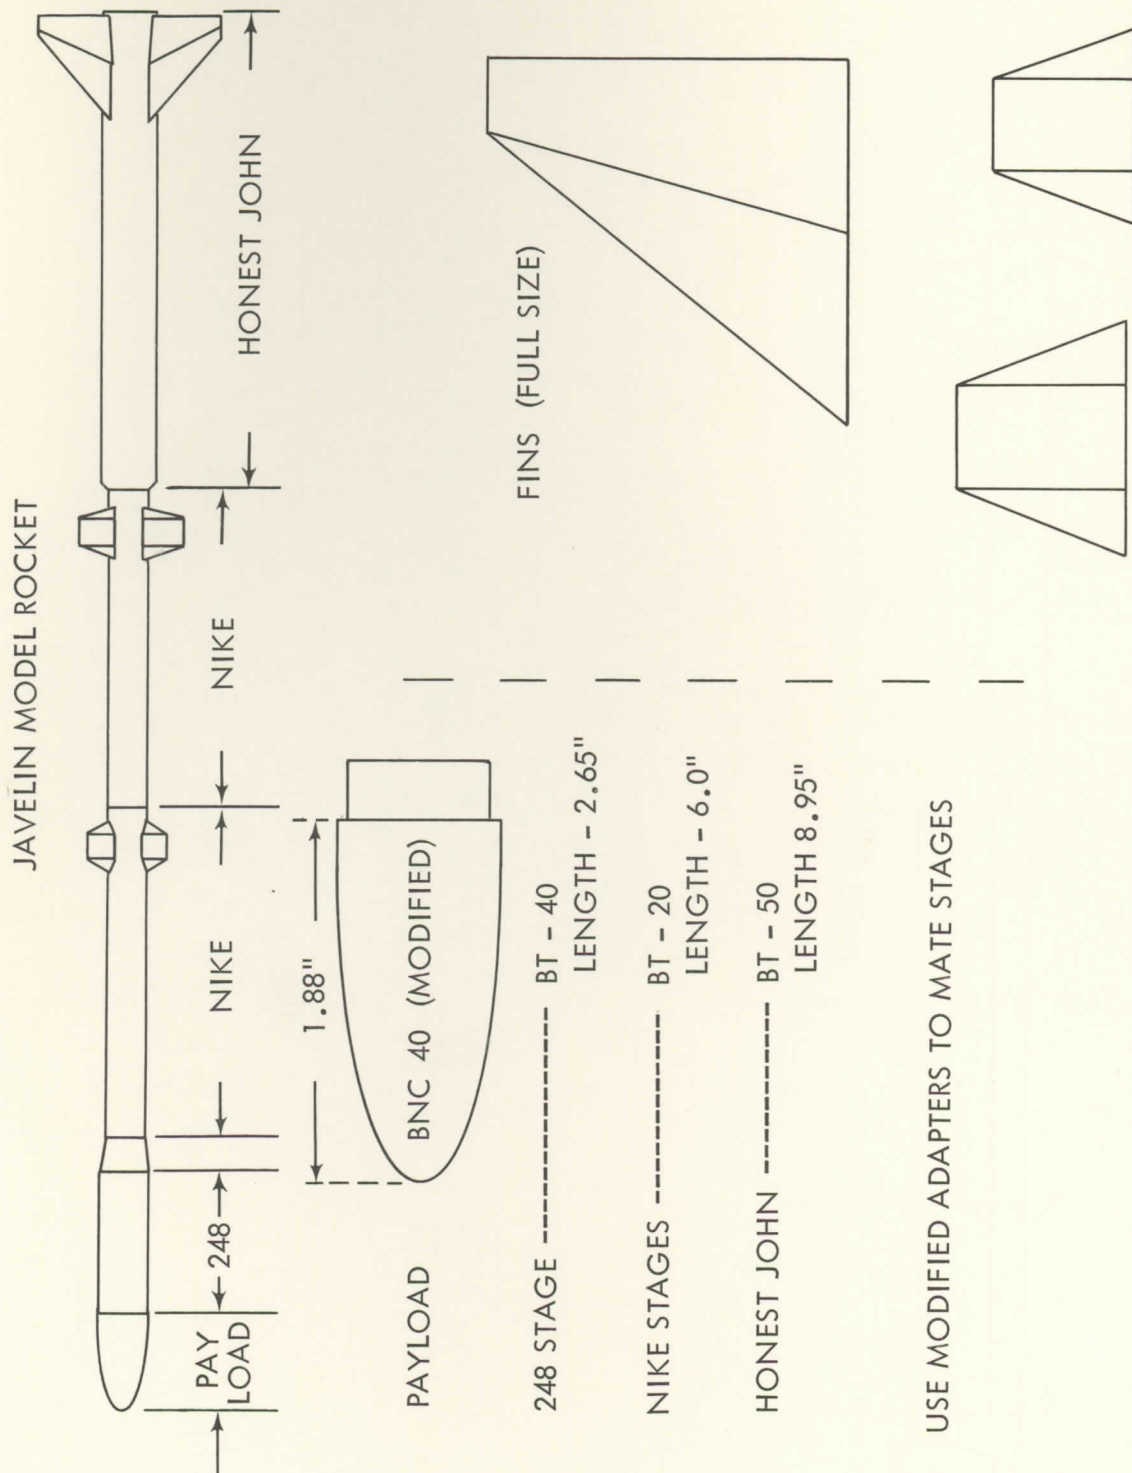 JAVELIN MODEL ROCKET
PAY
LOAD
248
NIKE
NIKE
HONEST JOHN
1.88"
PAYLOAD
BNC 40 (MODIFIED)
FINS (FULL SIZE)
248 STAGE -------------- BT - 40
LENGTH - 2.65"
NIKE STAGES ------------ BT - 20
LENGTH - 6.0"
HONEST JOHN ----------- BT - 50
LENGTH 8.95"
USE MODIFIED ADAPTERS TO MATE STAGES